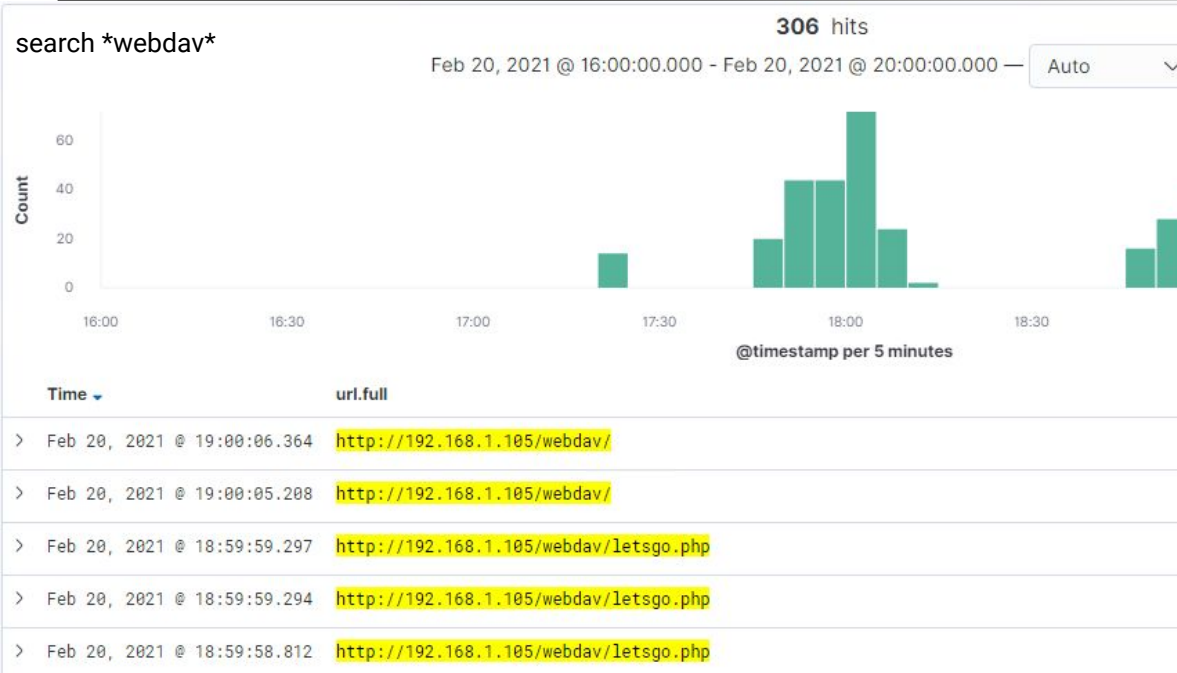 search *webdav*
306 hits
Feb 20, 2021 @ 16:00:00.000 - Feb 20, 2021 @ 20:00:00.000 — Auto
Count
60
40
20
0
16:00 16:30 17:00 17:30 18:00 18:30
@timestamp per 5 minutes
Time url.full
> Feb 20, 2021 @ 19:00:06.364 http://192.168.1.105/webdav/
> Feb 20, 2021 @ 19:00:05.208 http://192.168.1.105/webdav/
> Feb 20, 2021 @ 18:59:59.297 http://192.168.1.105/webdav/letsgo.php
> Feb 20, 2021 @ 18:59:59.294 http://192.168.1.105/webdav/letsgo.php
> Feb 20, 2021 @ 18:59:58.812 http://192.168.1.105/webdav/letsgo.php